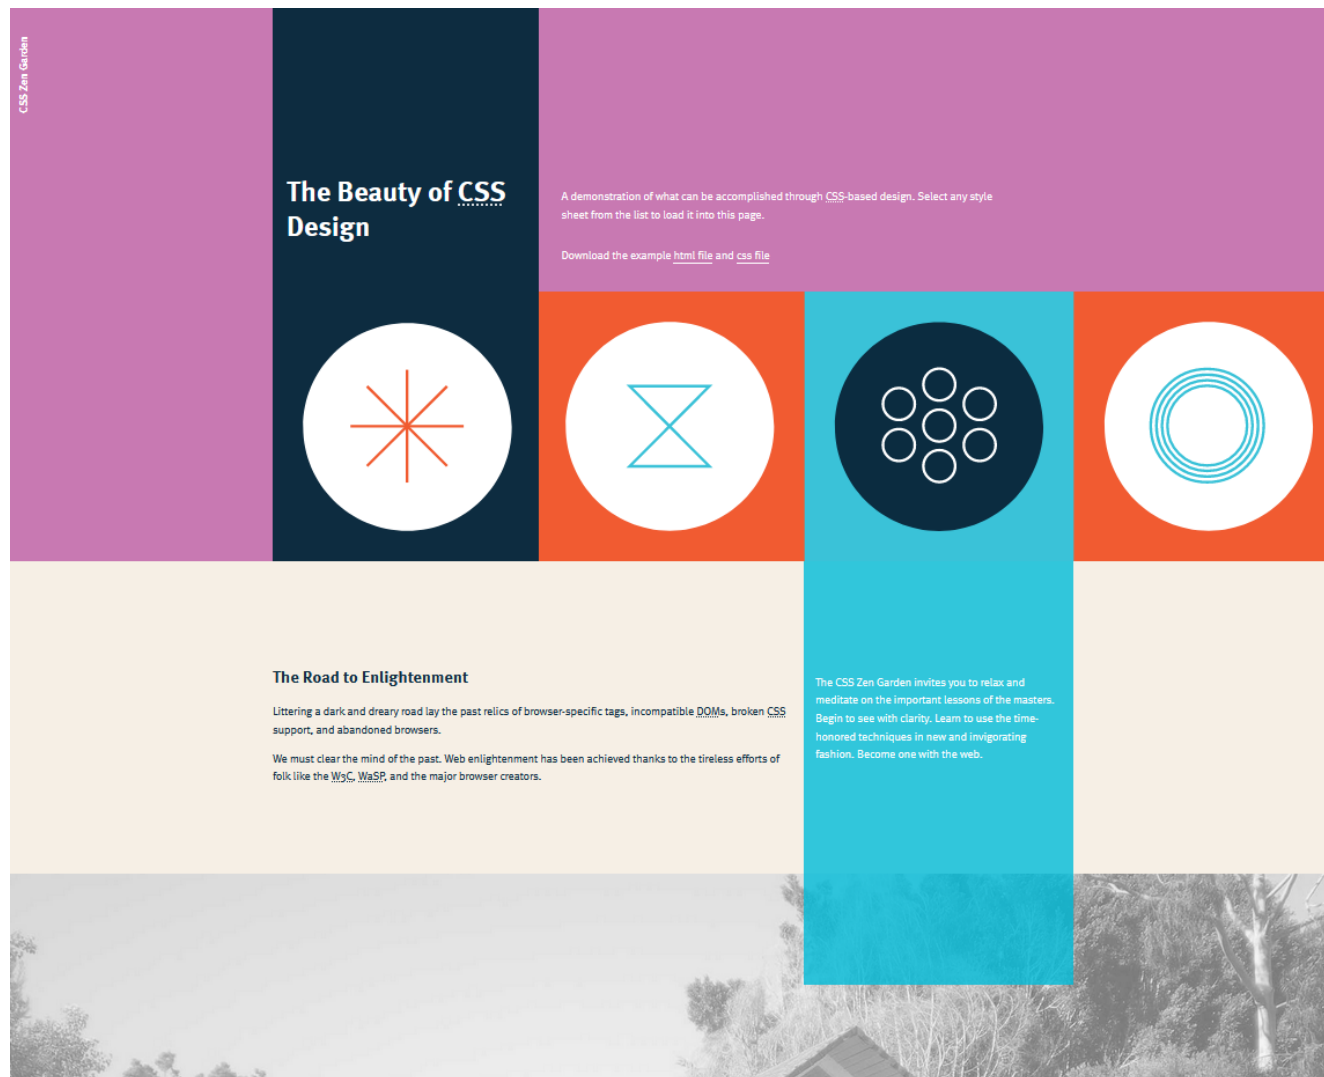 CSS Zen Garden
The Beauty of CSS
Design
A demonstration of what can be accomplished through CSS-based design. Select any style
sheet from the list to load it into this page.
Download the example html file and css file
The Road to Enlightenment
Littering a dark and dreary road lay the past relics of browser-specific tags, incompatible DOMs, broken CSS
support, and abandoned browsers.
We must clear the mind of the past. Web enlightenment has been achieved thanks to the tireless efforts of
folk like the W3C, WaSP, and the major browser creators.
The CSS Zen Garden invites you to relax and
meditate on the important lessons of the masters.
Begin to see with clarity. Learn to use the time-
honored techniques in new and invigorating
fashion. Become one with the web.